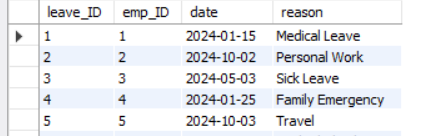 leave_ID emp_ID date reason
1 1 2024-01-15 Medical Leave
2 2 2024-10-02 Personal Work
3 3 2024-05-03 Sick Leave
4 4 2024-01-25 Family Emergency
5 5 2024-10-03 Travel